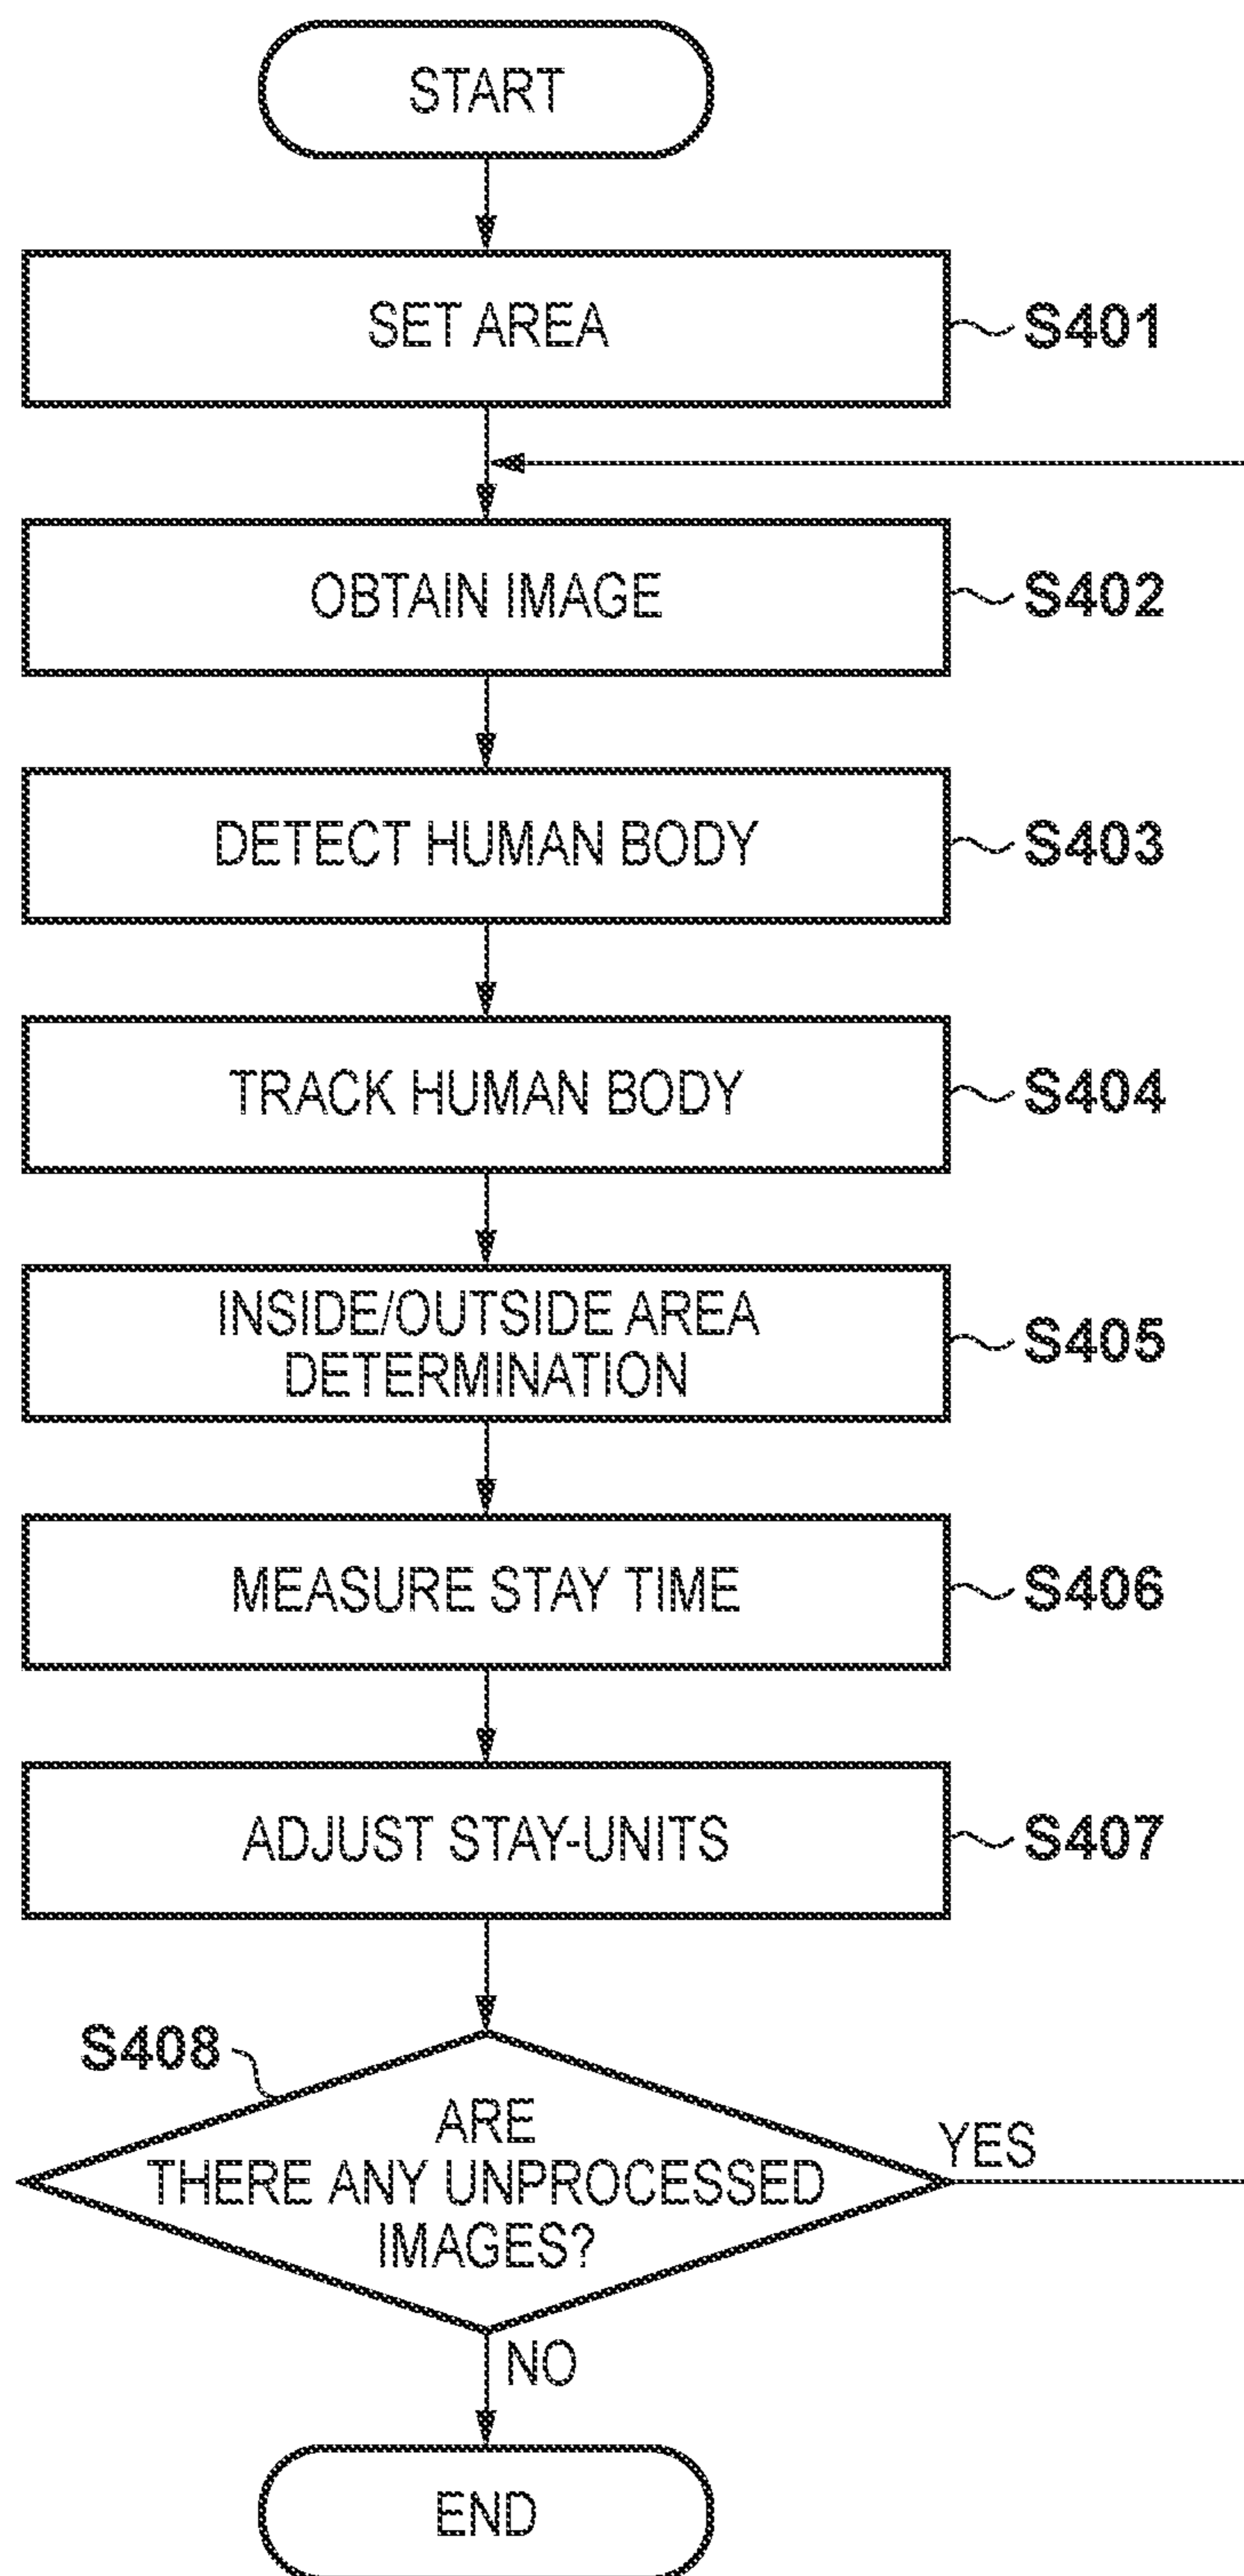 START
SET AREA
S401
OBTAIN IMAGE
S402
DETECT HUMAN BODY
S403
TRACK HUMAN BODY
S404
INSIDE/OUTSIDE AREA
DETERMINATION
S405
MEASURE STAY TIME
S406
ADJUST STAY-UNITS
S407
S408
ARE
THERE ANY UNPROCESSED
IMAGES?
YES
NO
END